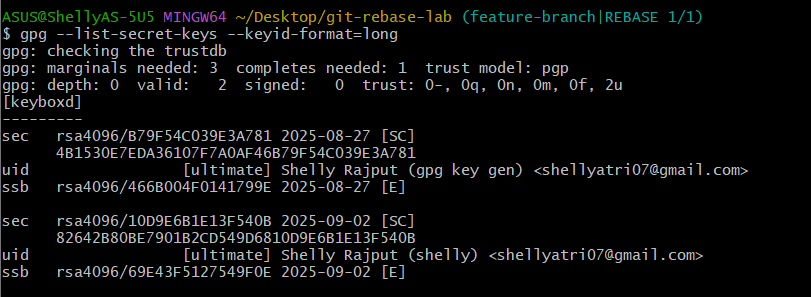 ASUS@ShellyAS-5U5 MINGW64 ~/Desktop/git-rebase-lab (feature-branch|REBASE 1/1)
$ gpg --list-secret-keys --keyid-format=long
gpg: checking the trustdb
gpg: marginals needed: 3  completes needed: 1  trust model: pgp
gpg: depth: 0  valid:   2  signed:   0  trust: 0-, 0q, 0n, 0m, 0f, 2u
[keyboxd]
---------
sec   rsa4096/B79F54C039E3A781 2025-08-27 [SC]
      4B1530E7EDA36107F7A0AF46B79F54C039E3A781
uid                 [ultimate] Shelly Rajput (gpg key gen) <shellyatri07@gmail.com>
ssb   rsa4096/466B004F0141799E 2025-08-27 [E]
sec   rsa4096/10D9E6B1E13F540B 2025-09-02 [SC]
      82642B80BE7901B2CD549D6810D9E6B1E13F540B
uid                 [ultimate] Shelly Rajput (shelly) <shellyatri07@gmail.com>
ssb   rsa4096/69E43F5127549F0E 2025-09-02 [E]